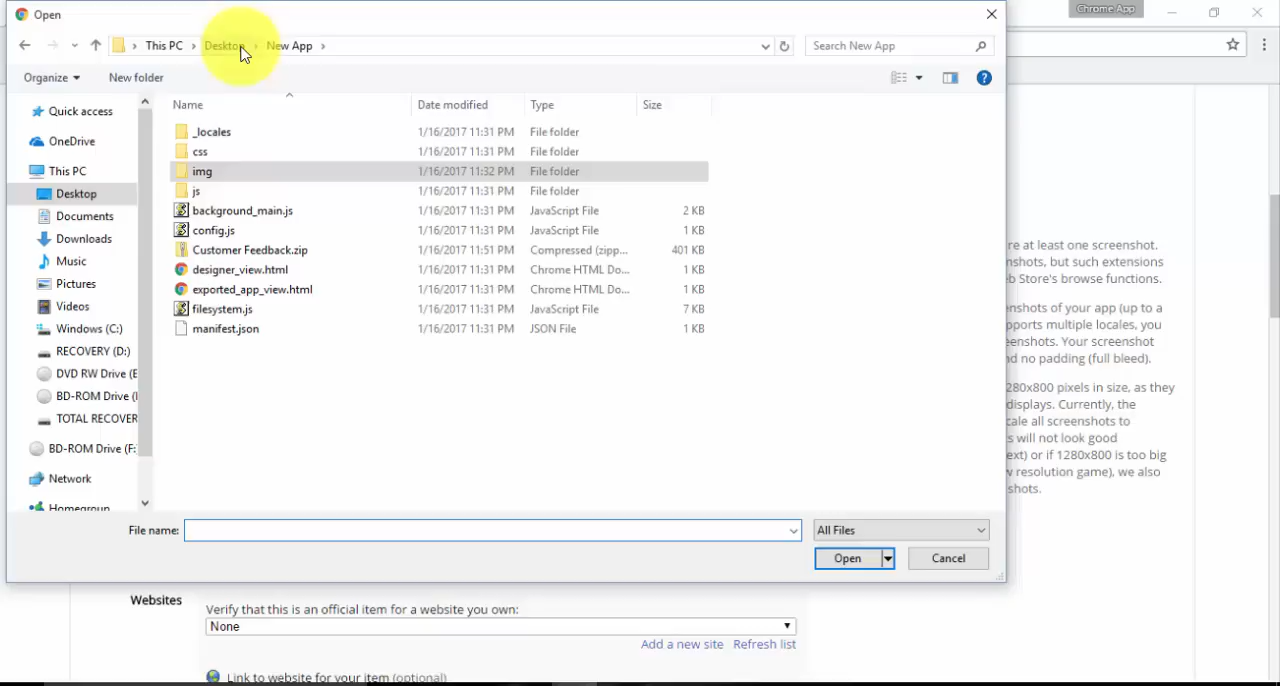 Open
Chrome App
This PC
Desktop
New App
Search New App
Organize
New folder
Name
Date modified
Type
Size
Quick access
OneDrive
This PC
Desktop
Documents
Downloads
Music
Pictures
Videos
Windows (C:)
RECOVERY (D:)
DVD RW Drive (E
BD-ROM Drive (
TOTAL RECOVER
BD-ROM Drive (F:
Network
Homegroup
_locales 1/16/2017 11:31 PM File folder
css 1/16/2017 11:31 PM File folder
img 1/16/2017 11:32 PM File folder
js 1/16/2017 11:31 PM File folder
background_main.js 1/16/2017 11:31 PM JavaScript File 2 KB
config.js 1/16/2017 11:31 PM JavaScript File 1 KB
Customer Feedback.zip 1/16/2017 11:51 PM Compressed (zipp... 401 KB
designer_view.html 1/16/2017 11:31 PM Chrome HTML Do... 1 KB
exported_app_view.html 1/16/2017 11:31 PM Chrome HTML Do... 1 KB
filesystem.js 1/16/2017 11:31 PM JavaScript File 7 KB
manifest.json 1/16/2017 11:31 PM JSON File 1 KB
re at least one screenshot.
nshots, but such extensions
b Store's browse functions.
nshots of your app (up to a
pports multiple locales, you
eenshots. Your screenshot
nd no padding (full bleed).
280x800 pixels in size, as they
displays. Currently, the
cale all screenshots to
s will not look good
ext) or if 1280x800 is too big
w resolution game), we also
shots.
File name:
All Files
Open
Cancel
Websites
Verify that this is an official item for a website you own:
None
Add a new site
Refresh list
Link to website for your item (optional)